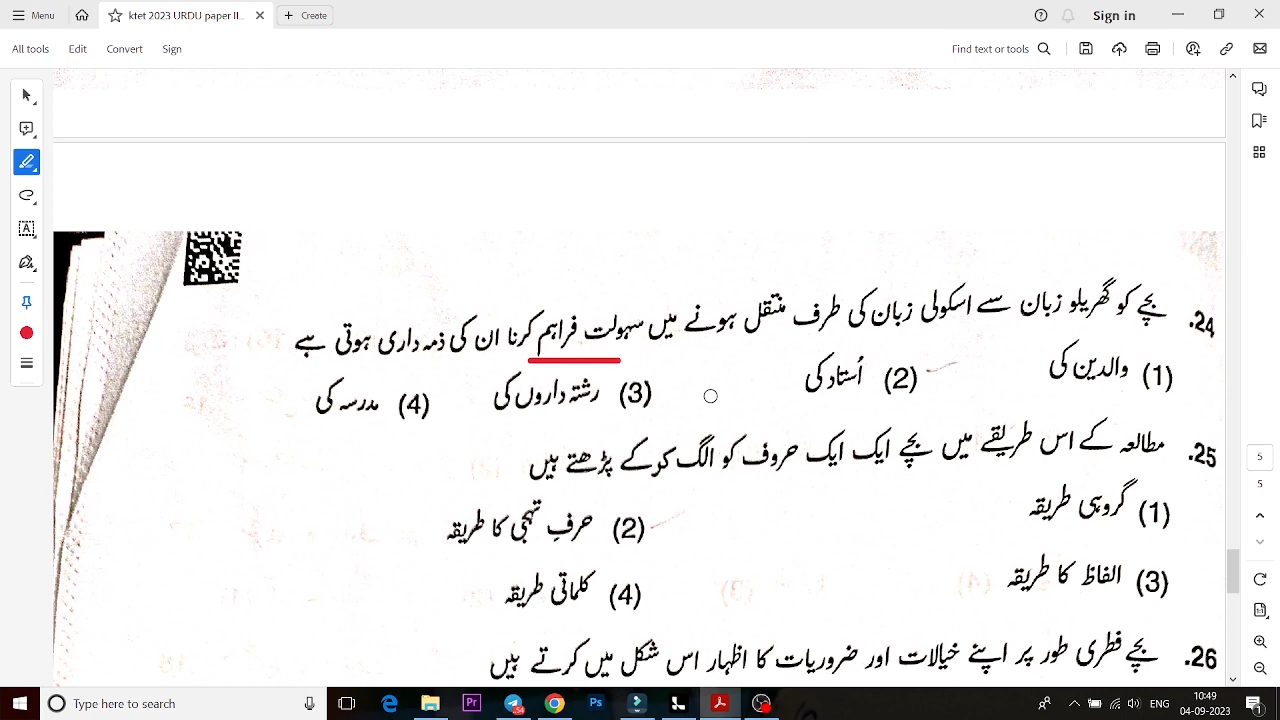 Menu
ktet 2023 URDU paper II...
Create
Sign in
All tools Edit Convert Sign
Find text or tools
24. بچے کو گھریلو زبان سے اسکولی زبان کی طرف منتقل ہونے میں سہولت فراہم کرنا ان کی ذمہ داری ہوتی ہے
(1) والدین کی (2) اُستاد کی (3) رشتہ داروں کی (4) مدرسہ کی
25. مطالعہ کے اس طریقے میں بچے ایک ایک حروف کو الگ کرکے پڑھتے ہیں
(1) گروہی طریقہ (2) حرفِ تہجی کا طریقہ
(3) الفاظ کا طریقہ (4) کلماتی طریقہ
26. بچے فطری طور پر اپنے خیالات اور ضروریات کا اظہار اس شکل میں کرتے ہیں
5
5
Type here to search
ENG
10:49
04-09-2023